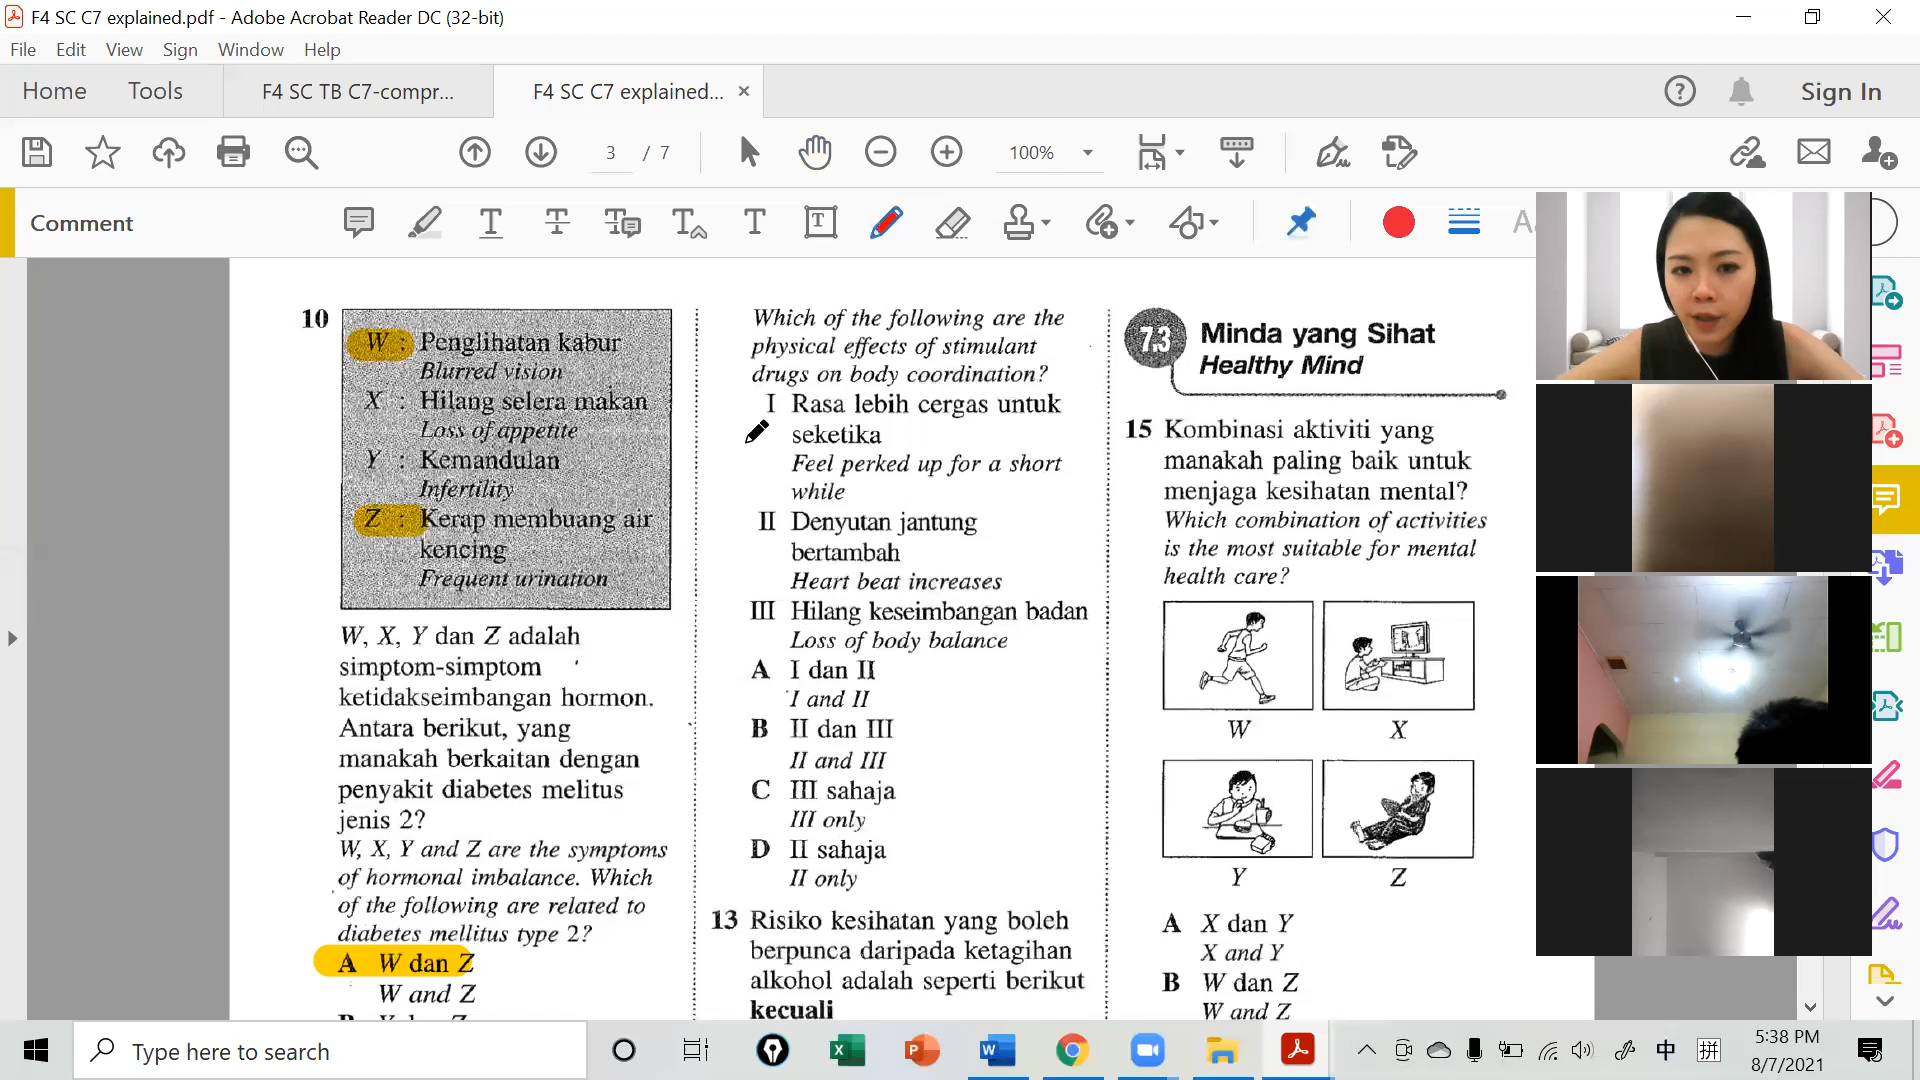 F4 SC C7 explained.pdf - Adobe Acrobat Reader DC (32-bit)
File Edit View Sign Window Help
Home Tools F4 SC TB C7-compr... F4 SC C7 explained... × Sign In
3 / 7 100%
Comment
10
W : Penglihatan kabur
Blurred vision
X : Hilang selera makan
Loss of appetite
Y : Kemandulan
Infertility
Z : Kerap membuang air
kencing
Frequent urination
W, X, Y dan Z adalah
simptom-simptom
ketidakseimbangan hormon.
Antara berikut, yang
manakah berkaitan dengan
penyakit diabetes melitus
jenis 2?
W, X, Y and Z are the symptoms
of hormonal imbalance. Which
of the following are related to
diabetes mellitus type 2?
A W dan Z
W and Z
Which of the following are the
physical effects of stimulant
drugs on body coordination?
I Rasa lebih cergas untuk
seketika
Feel perked up for a short
while
II Denyutan jantung
bertambah
Heart beat increases
III Hilang keseimbangan badan
Loss of body balance
A I dan II
I and II
B II dan III
II and III
C III sahaja
III only
D II sahaja
II only
13 Risiko kesihatan yang boleh
berpunca daripada ketagihan
alkohol adalah seperti berikut
kecuali
7.3 Minda yang Sihat
Healthy Mind
15 Kombinasi aktiviti yang
manakah paling baik untuk
menjaga kesihatan mental?
Which combination of activities
is the most suitable for mental
health care?
W X
Y Z
A X dan Y
X and Y
B W dan Z
W and Z
Type here to search
中 拼
5:38 PM
8/7/2021